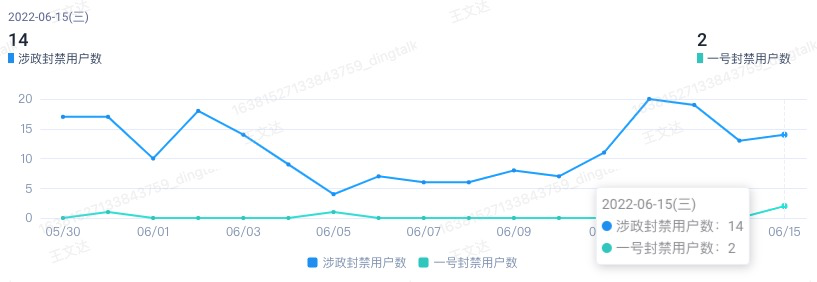 2022-06-15(三)
14
2
涉政封禁用户数
一号封禁用户数
20
15
10
5
0
05/30
06/01
06/03
06/05
06/07
06/09
06/15
2022-06-15(三)
涉政封禁用户数: 14
一号封禁用户数: 2
涉政封禁用户数
一号封禁用户数
王文达
16381527133843759_dingtalk